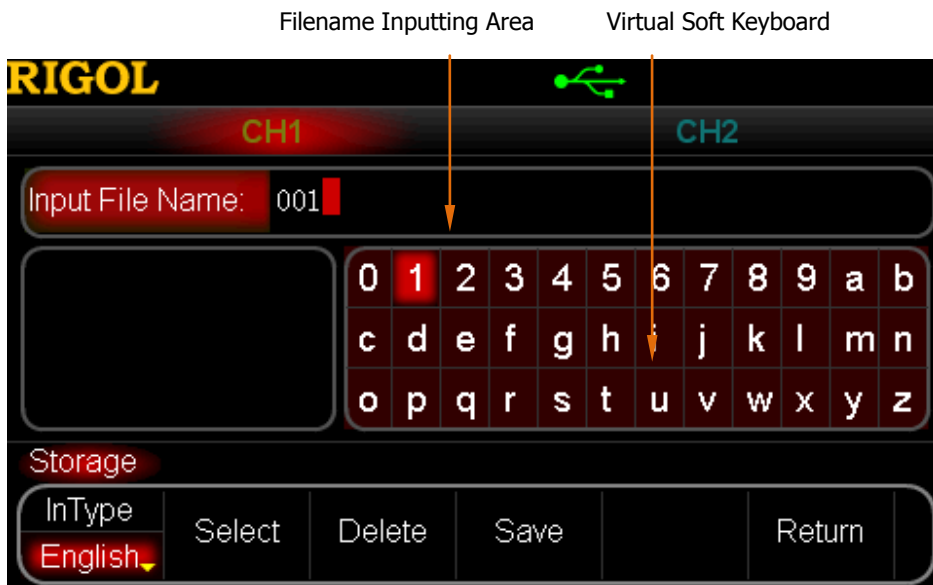 Filename Inputting Area Virtual Soft Keyboard
RIGOL
CH1 CH2
Input File Name: 001
0 1 2 3 4 5 6 7 8 9 a b
c d e f g h i j k l m n
o p q r s t u v w x y z
Storage
InType
Select Delete Save Return
English